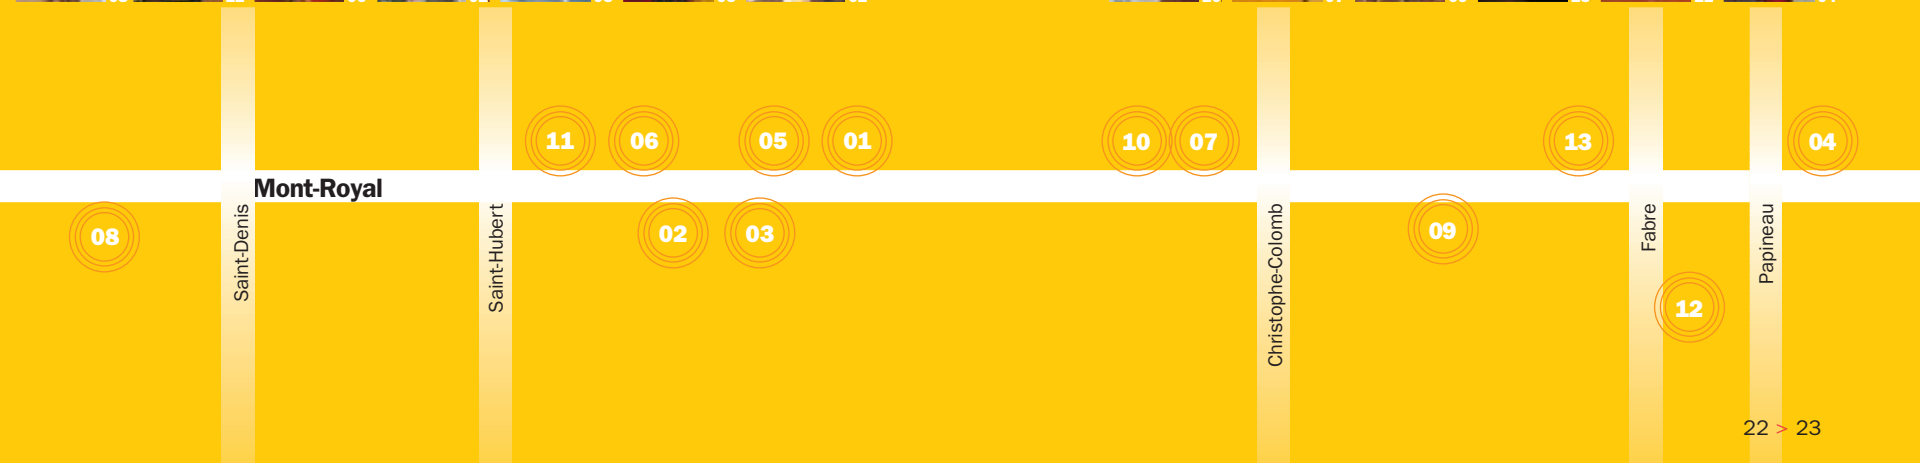 11 06 05 01 10 07 13 04
Mont-Royal
08 02 03 09
Saint-Denis
Saint-Hubert
Christophe-Colomb
Fabre
Papineau
12
22 > 23